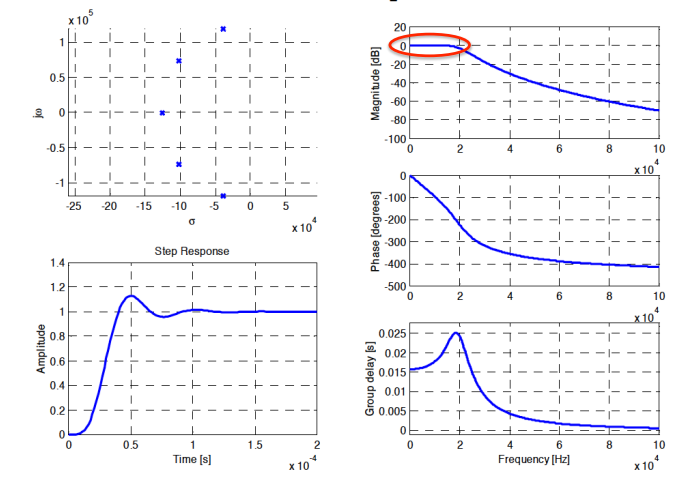 x 10^5
1
0.5
0
-0.5
-1
jω
-25 -20 -15 -10 -5 0 5
σ
x 10^4
Step Response
1.4
1.2
1
0.8
0.6
0.4
0.2
0
Amplitude
0 0.5 1 1.5 2
Time [s]
x 10^-4
20
0
-20
-40
-60
-80
-100
Magnitude [dB]
0 2 4 6 8 10
x 10^4
0
-100
-200
-300
-400
-500
Phase [degrees]
0 2 4 6 8 10
x 10^4
0.025
0.02
0.015
0.01
0.005
0
Group delay [s]
0 2 4 6 8 10
Frequency [Hz]
x 10^4